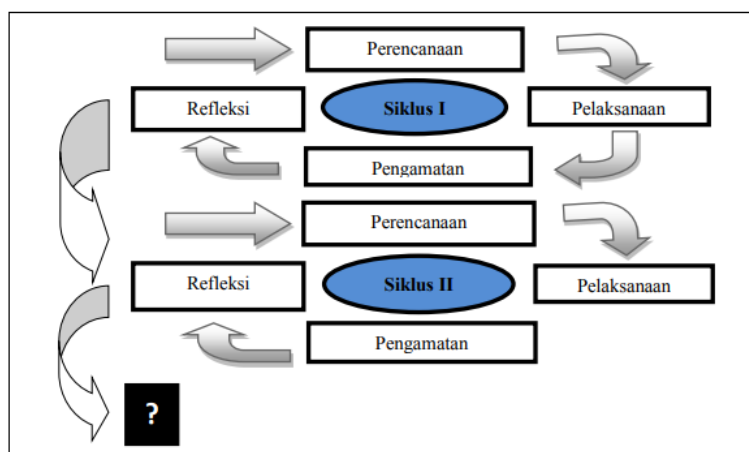 Perencanaan
Refleksi
Siklus I
Pelaksanaan
Pengamatan
Perencanaan
Refleksi
Siklus II
Pelaksanaan
Pengamatan
?